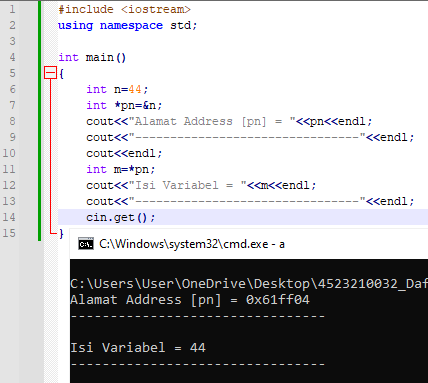 1 #include <iostream>
2 using namespace std;
3
4 int main()
5 {
6 int n=44;
7 int *pn=&n;
8 cout<<"Alamat Address [pn] = "<<pn<<endl;
9 cout<<"--------------------------------"<<endl;
10 cout<<endl;
11 int m=*pn;
12 cout<<"Isi Variabel = "<<m<<endl;
13 cout<<"--------------------------------"<<endl;
14 cin.get();
15 }
C:\Windows\system32\cmd.exe - a
C:\Users\User\OneDrive\Desktop\4523210032_Daf
Alamat Address [pn] = 0x61ff04
--------------------------------
Isi Variabel = 44
--------------------------------